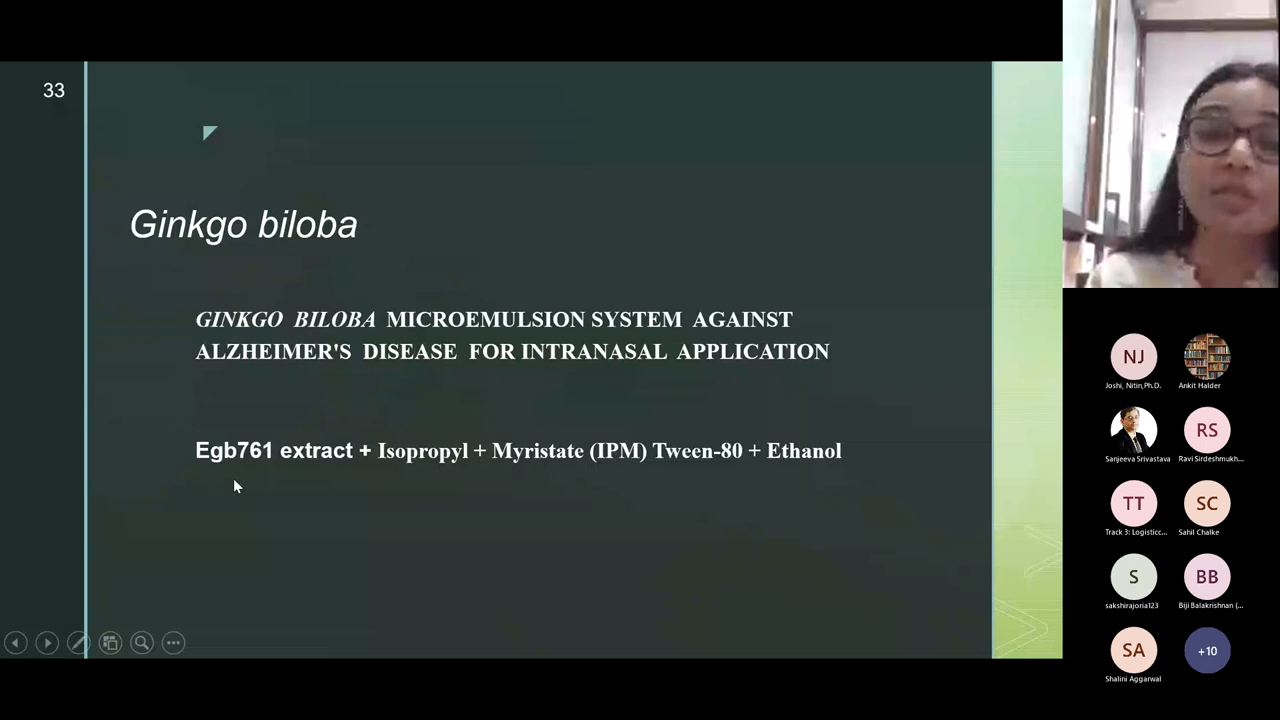 33
Ginkgo biloba
GINKGO BILOBA MICROEMULSION SYSTEM AGAINST
ALZHEIMER'S DISEASE FOR INTRANASAL APPLICATION
Egb761 extract + Isopropyl + Myristate (IPM) Tween-80 + Ethanol
NJ
Joshi, Nitin,Ph.D.
Ankit Halder
Sanjeeva Srivastava
RS
Ravi Sirdeshmukh...
TT
Track 3: Logisticc...
SC
Sahil Chalke
S
sakshirajoria123
BB
Biji Balakrishnan (...
SA
Shalini Aggarwal
+10